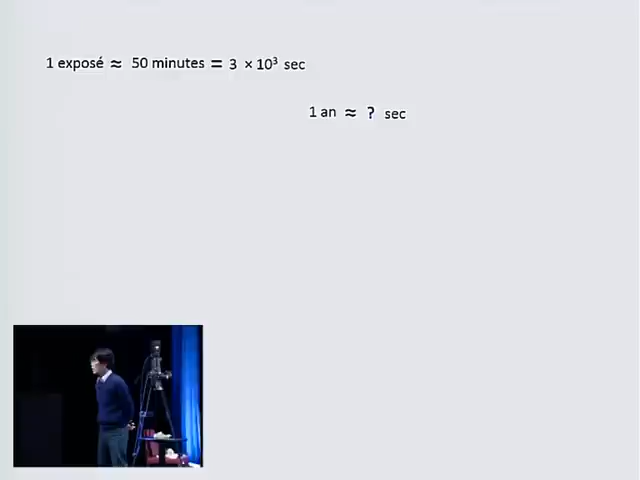 1 exposé ≈ 50 minutes = 3 × 10³ sec
1 an ≈ ? sec